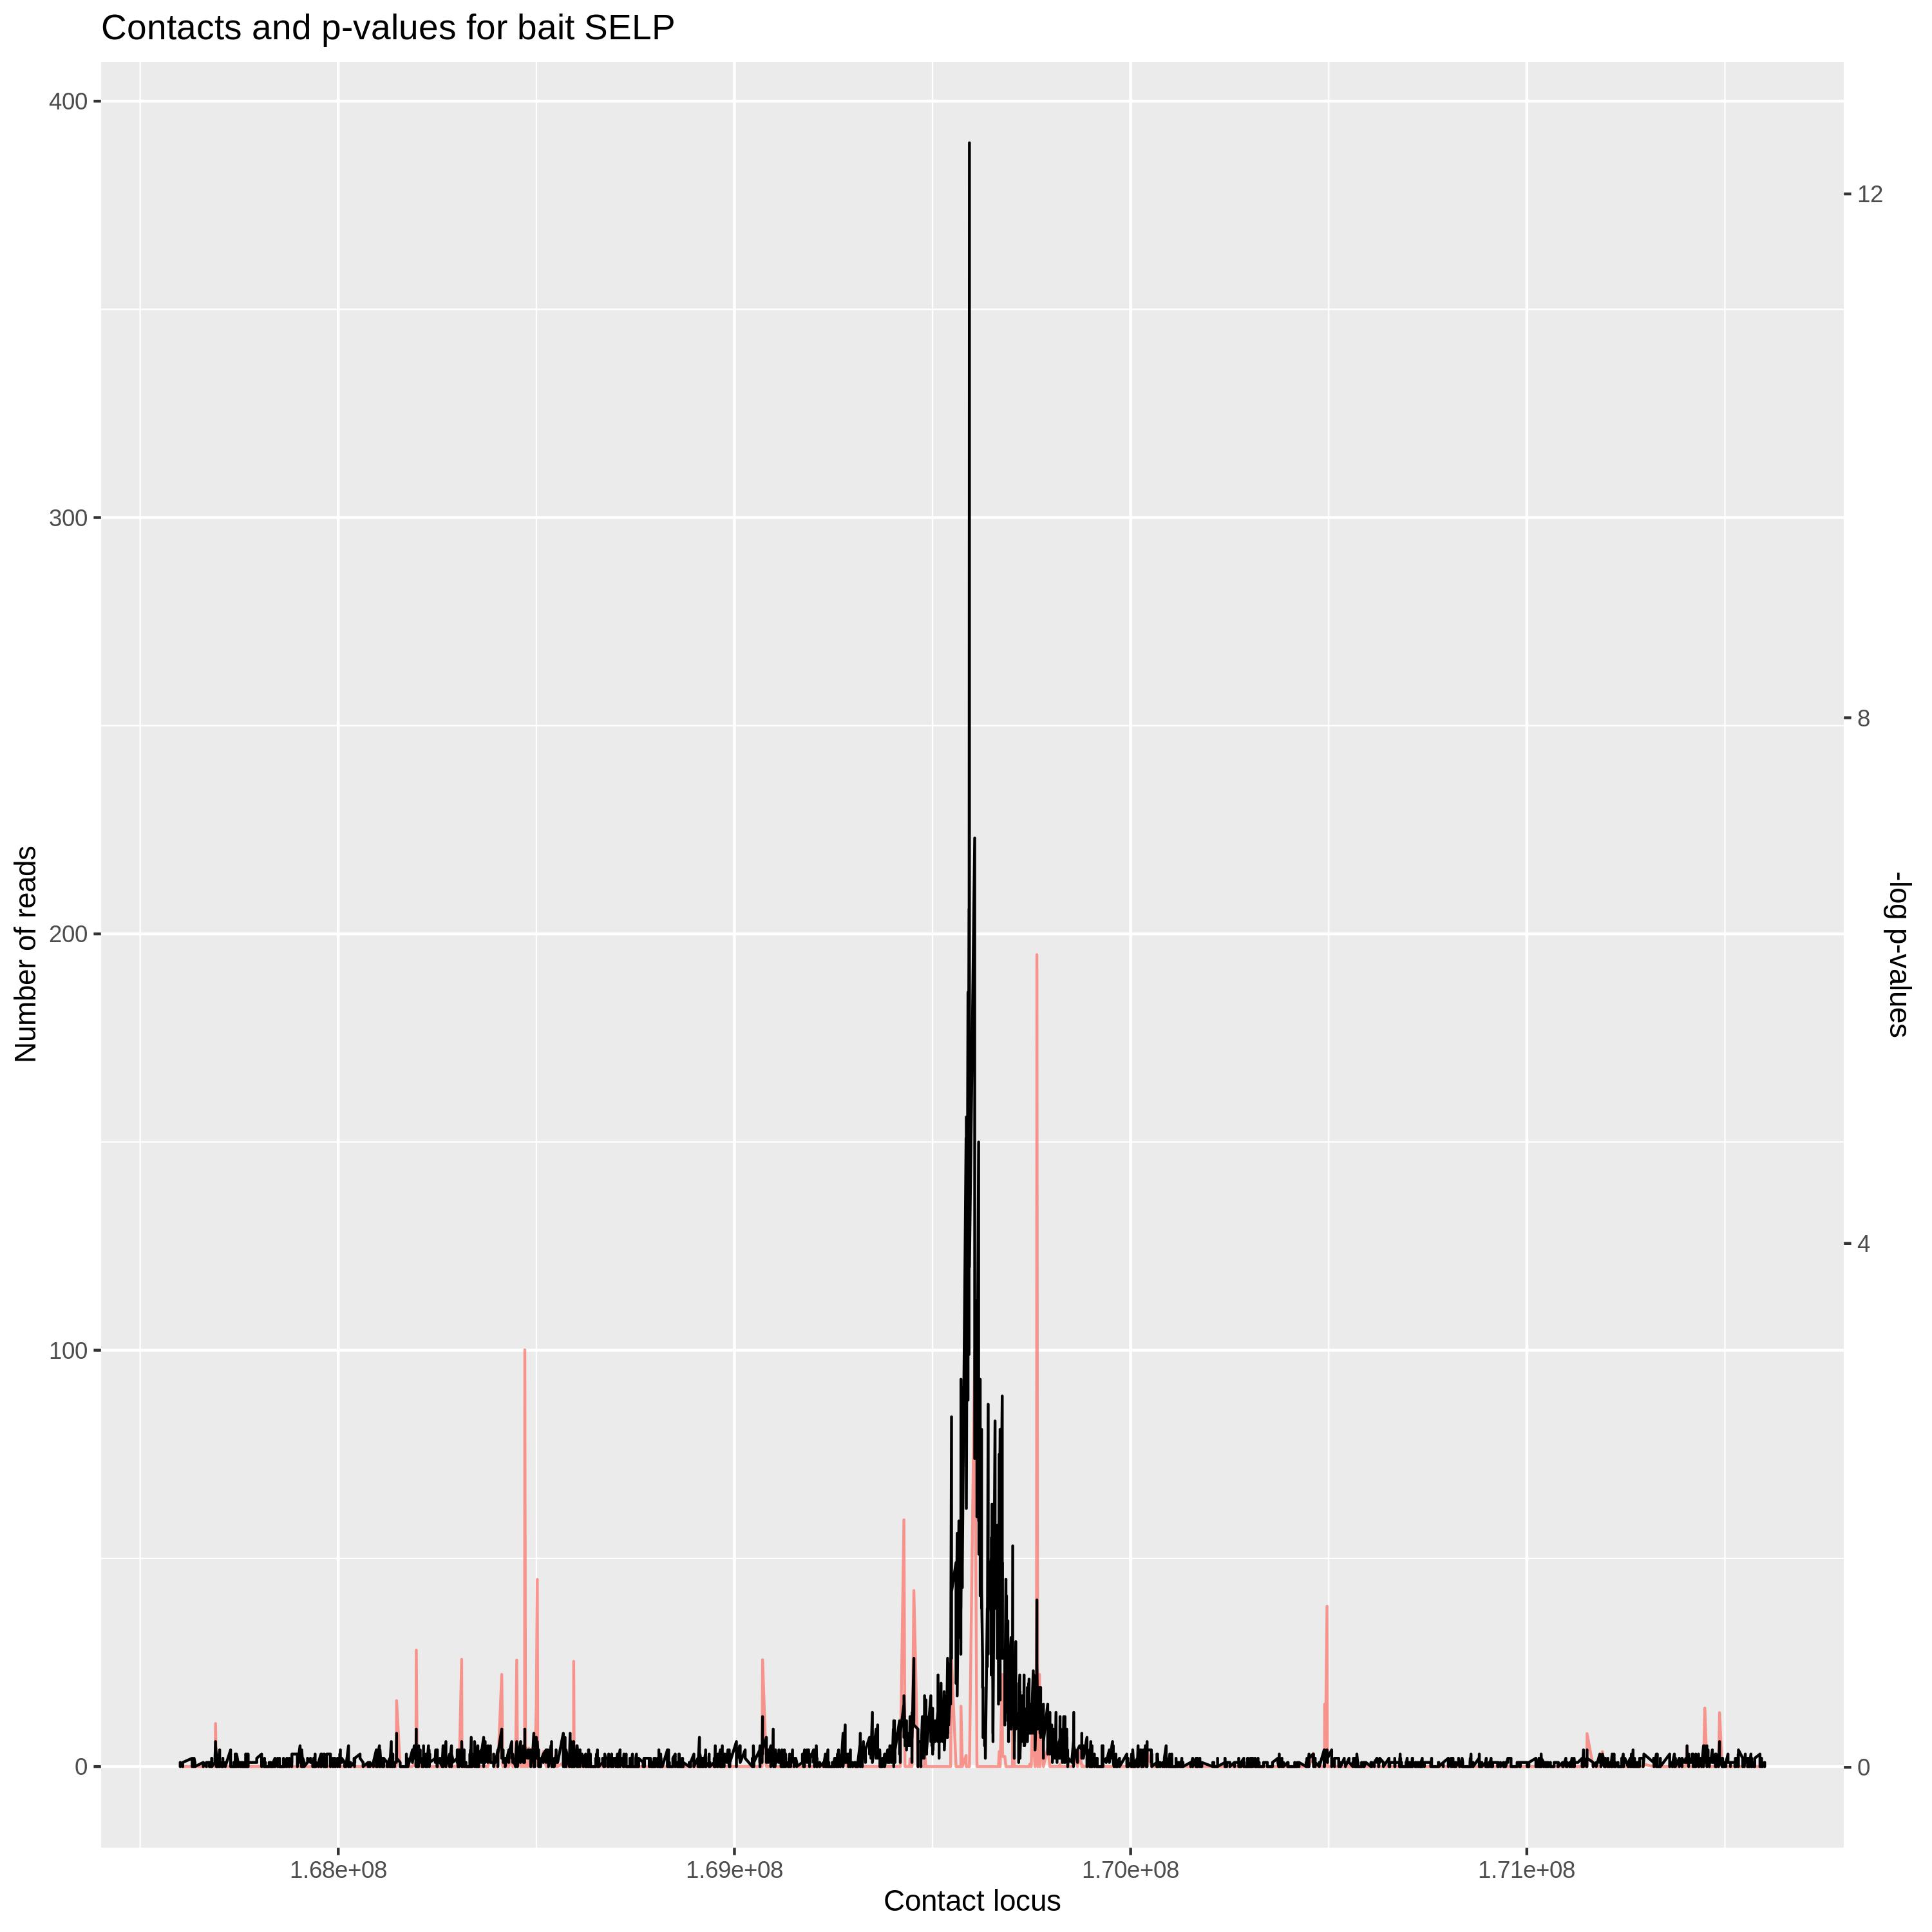 Contacts and p-values for bait SELP
400
300
200
100
0
Number of reads
12
8
4
0
-log p-values
1.68e+08
1.69e+08
1.70e+08
1.71e+08
Contact locus